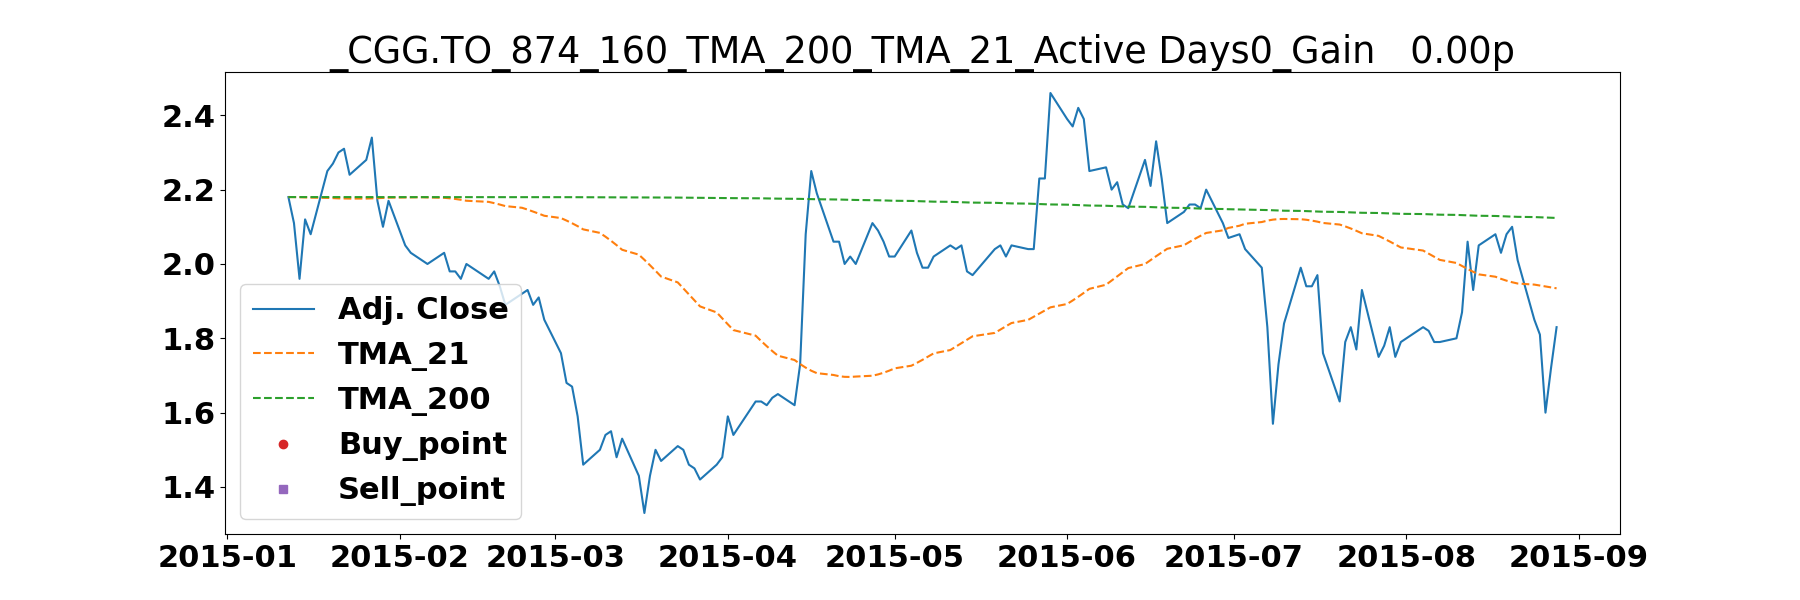 _CGG.TO_874_160_TMA_200_TMA_21_Active Days0_Gain   0.00p
2.4
2.2
2.0
1.8
1.6
1.4
Adj. Close
TMA_21
TMA_200
Buy_point
Sell_point
2015-01 2015-02 2015-03 2015-04 2015-05 2015-06 2015-07 2015-08 2015-09